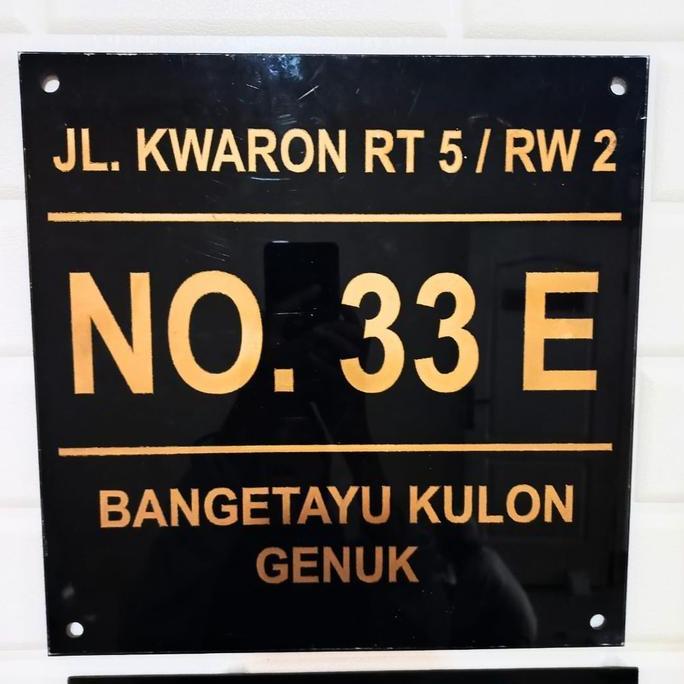 JL. KWARON RT 5 / RW 2
NO. 33 E
BANGETAYU KULON
GENUK